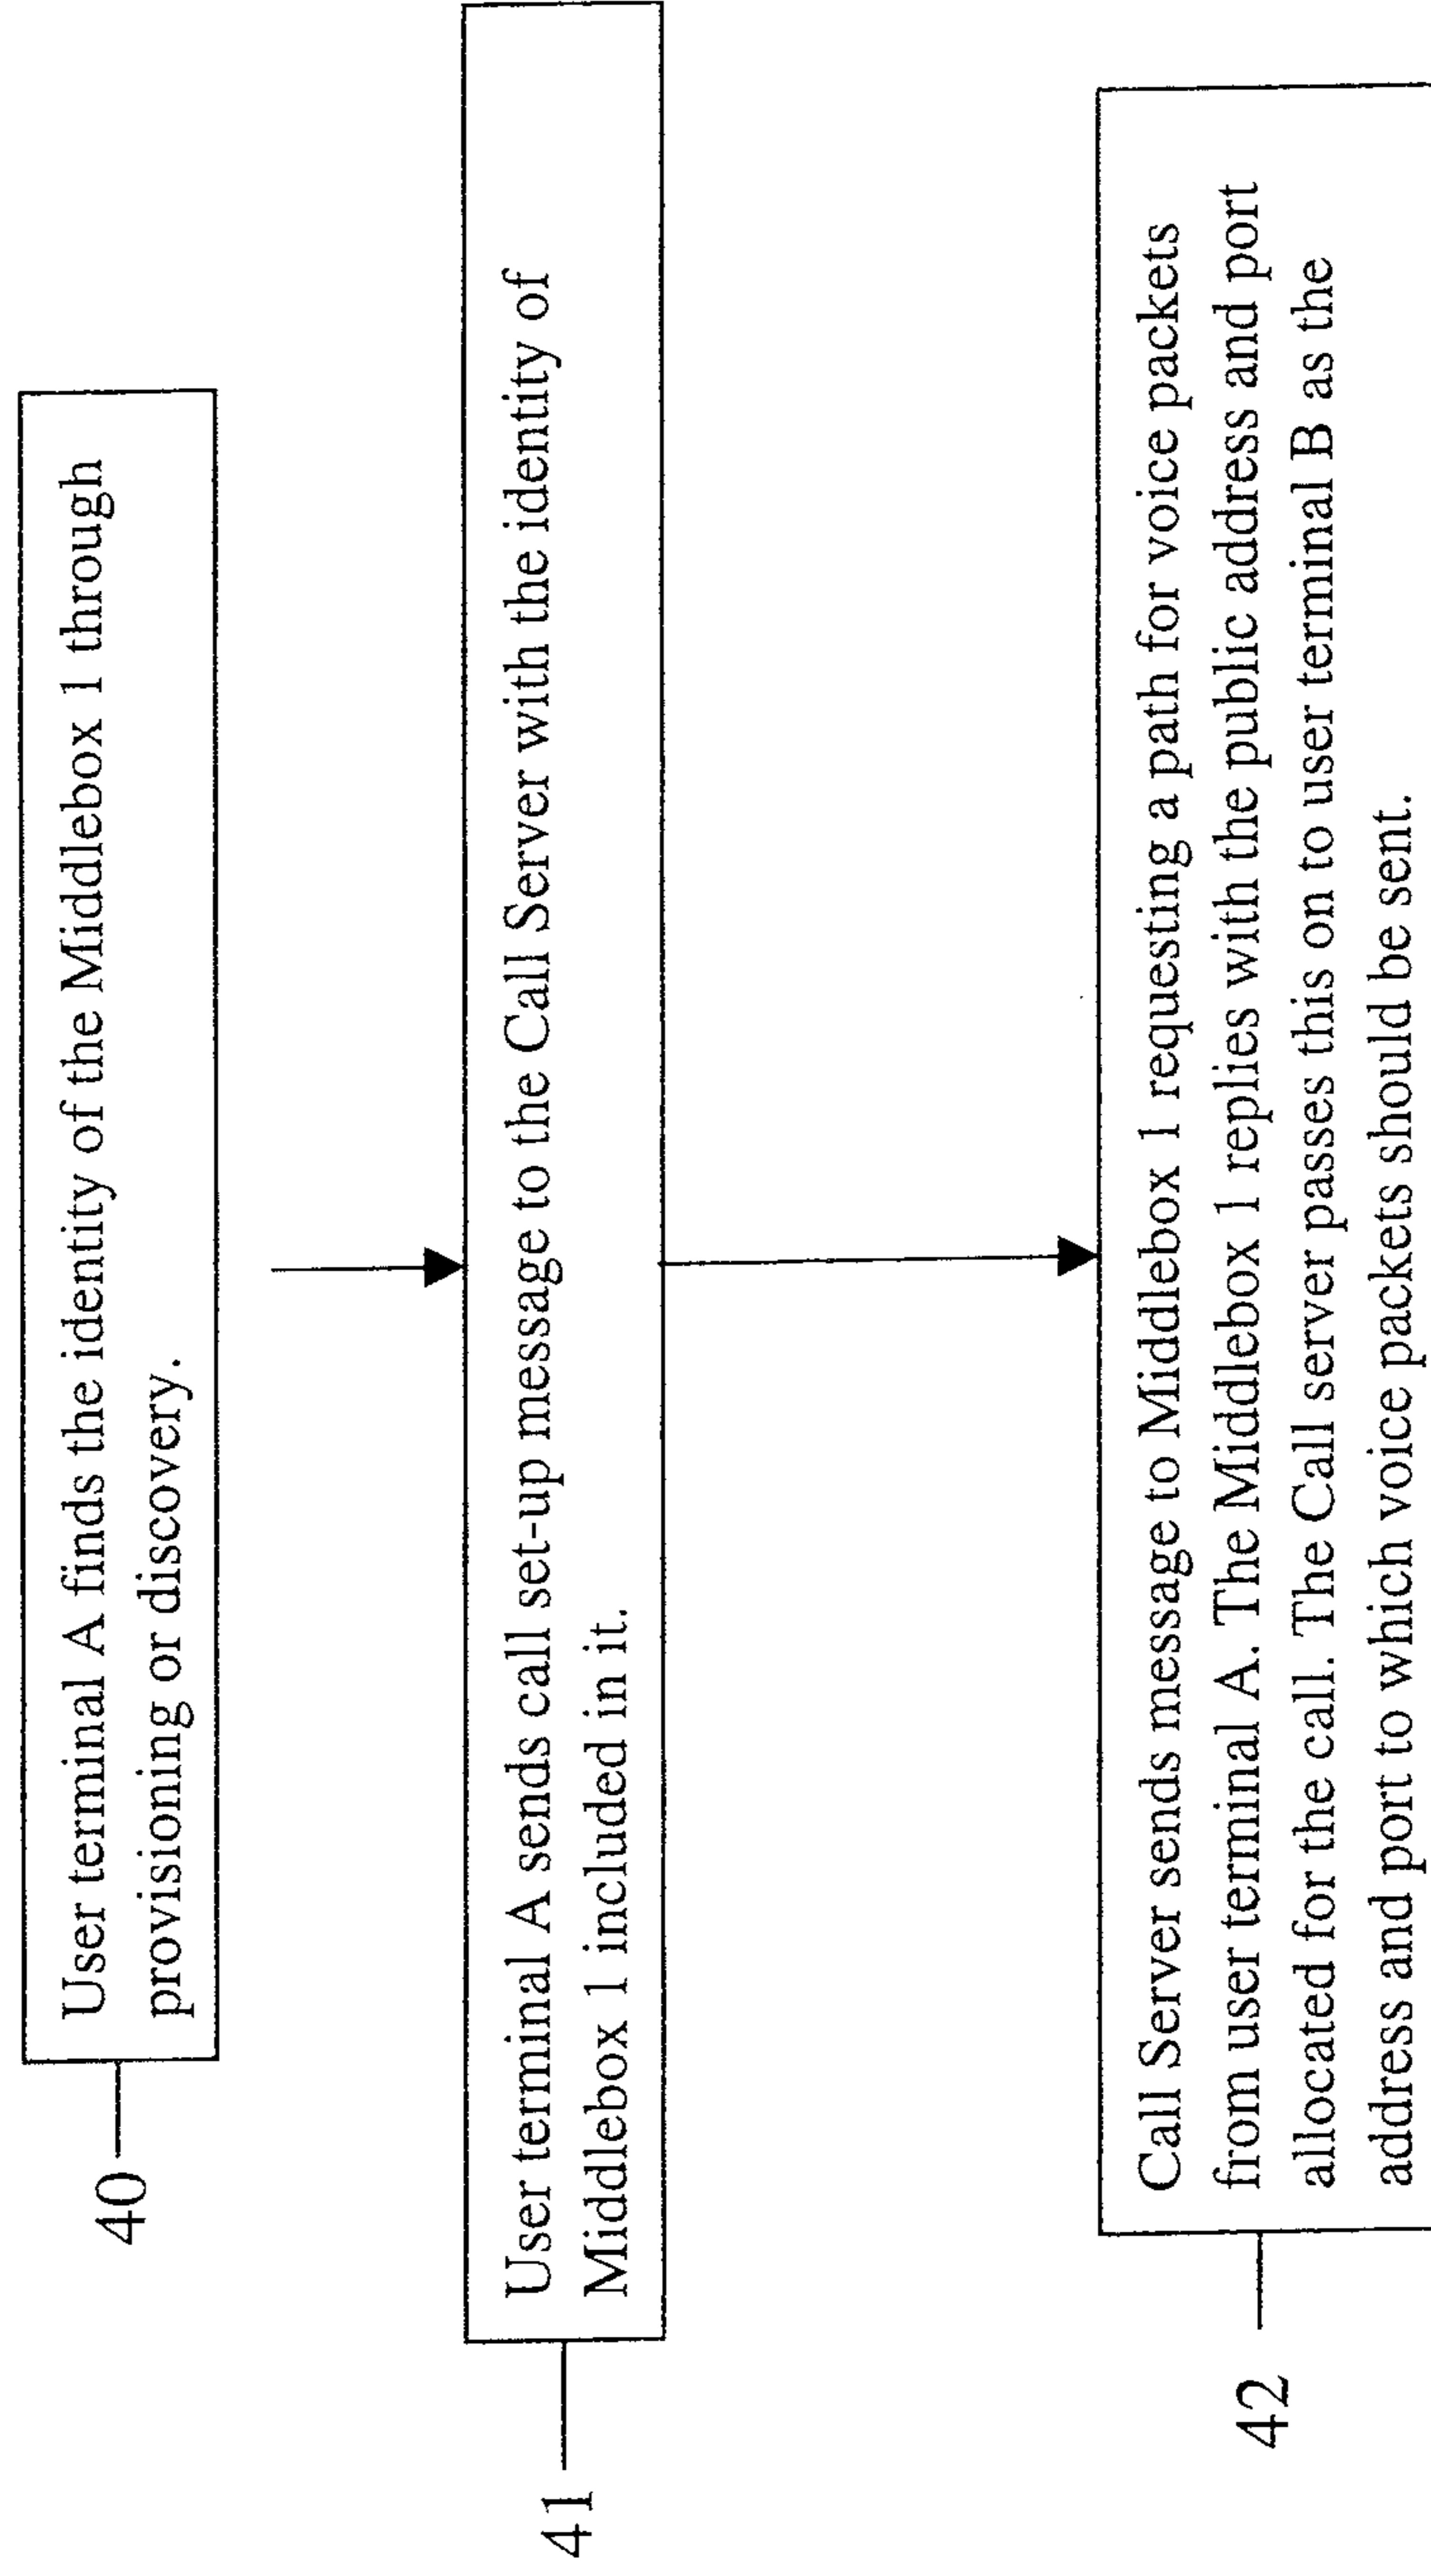 40
User terminal A finds the identity of the Middlebox 1 through
provisioning or discovery.
41
User terminal A sends call set-up message to the Call Server with the identity of
Middlebox 1 included in it.
42
Call Server sends message to Middlebox 1 requesting a path for voice packets
from user terminal A. The Middlebox 1 replies with the public address and port
allocated for the call. The Call server passes this on to user terminal B as the
address and port to which voice packets should be sent.